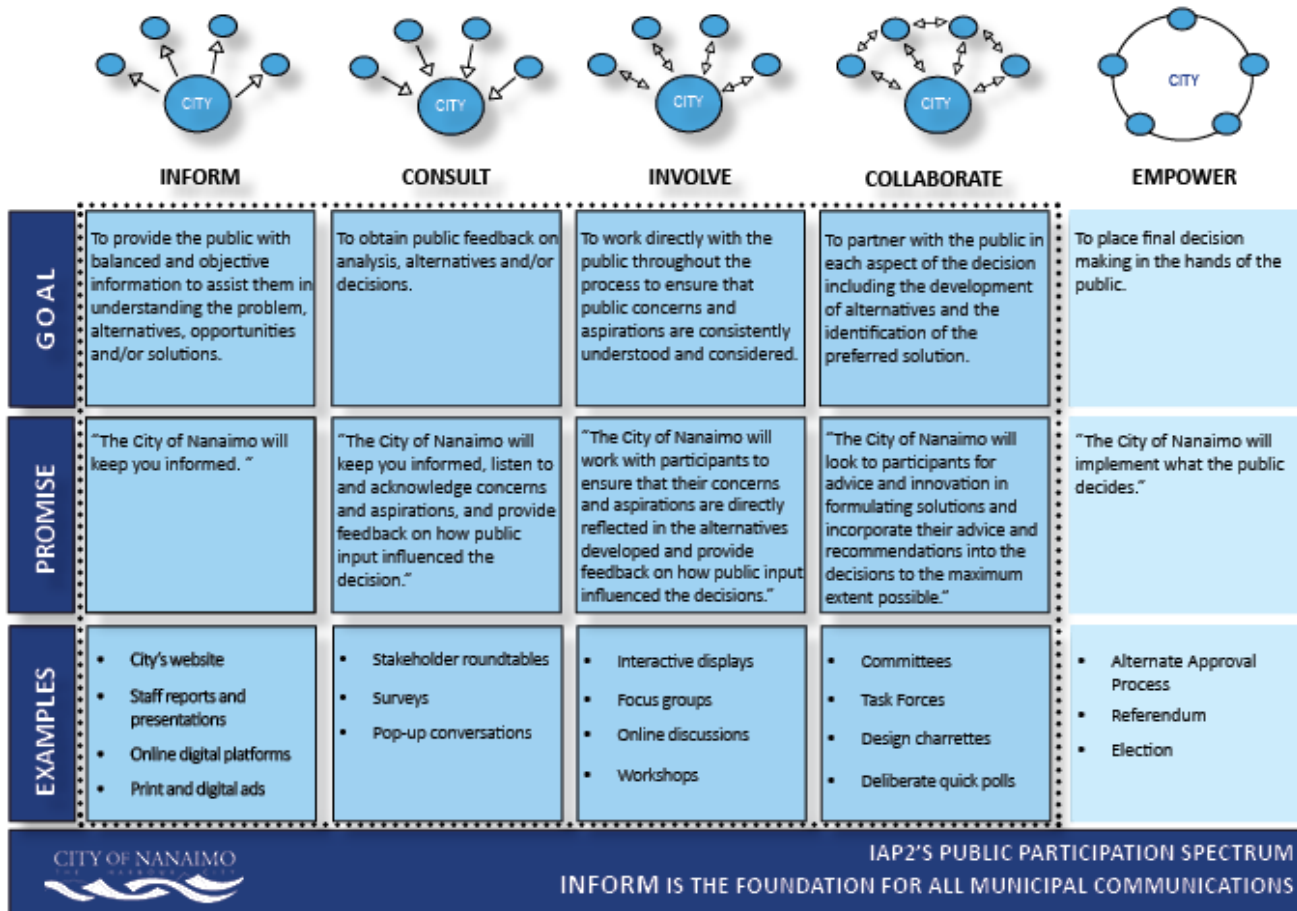 CITY
CITY
CITY
CITY
CITY
INFORM
CONSULT
INVOLVE
COLLABORATE
EMPOWER
GOAL
To provide the public with
balanced and objective
information to assist them in
understanding the problem,
alternatives, opportunities
and/or solutions.
To obtain public feedback on
analysis, alternatives and/or
decisions.
To work directly with the
public throughout the
process to ensure that
public concerns and
aspirations are consistently
understood and considered.
To partner with the public in
each aspect of the decision
including the development
of alternatives and the
identification of the
preferred solution.
To place final decision
making in the hands of the
public.
PROMISE
“The City of Nanaimo will
keep you informed. ”
“The City of Nanaimo will
keep you informed, listen to
and acknowledge concerns
and aspirations, and provide
feedback on how public
input influenced the
decision.”
“The City of Nanaimo will
work with participants to
ensure that their concerns
and aspirations are directly
reflected in the alternatives
developed and provide
feedback on how public input
influenced the decisions.”
“The City of Nanaimo will
look to participants for
advice and innovation in
formulating solutions and
incorporate their advice and
recommendations into the
decisions to the maximum
extent possible.”
“The City of Nanaimo will
implement what the public
decides.”
EXAMPLES
• City’s website
• Staff reports and
presentations
• Online digital platforms
• Print and digital ads
• Stakeholder roundtables
• Surveys
• Pop-up conversations
• Interactive displays
• Focus groups
• Online discussions
• Workshops
• Committees
• Task Forces
• Design charrettes
• Deliberate quick polls
• Alternate Approval
Process
• Referendum
• Election
CITY OF NANAIMO
THE HARBOUR CITY
IAP2'S PUBLIC PARTICIPATION SPECTRUM
INFORM IS THE FOUNDATION FOR ALL MUNICIPAL COMMUNICATIONS